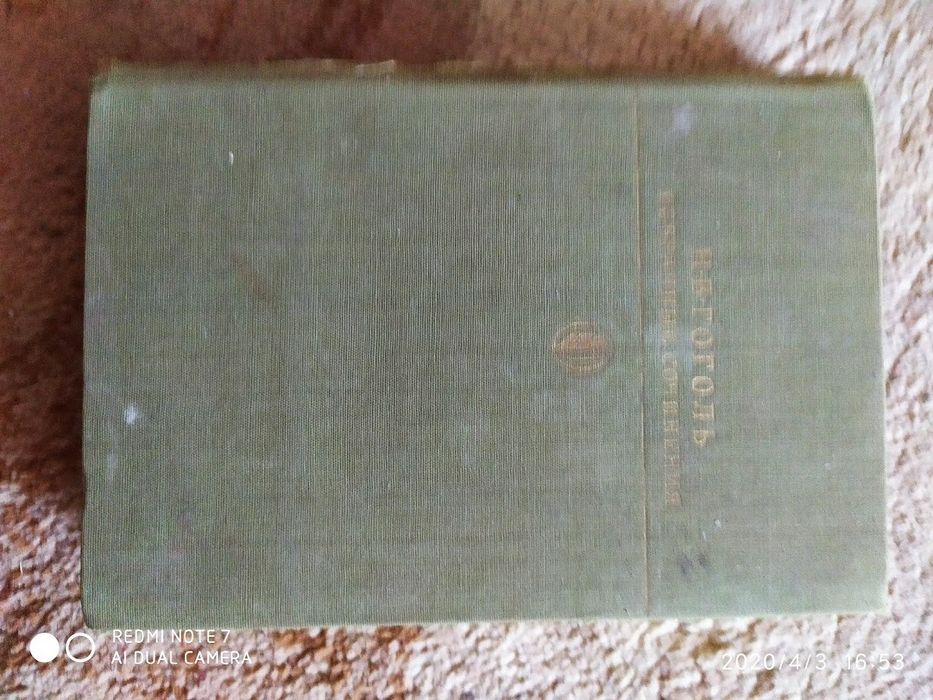 Н·В·ГОГОЛЬ
ИЗБРАННЫЕ СОЧИНЕНИЯ
REDMI NOTE 7
AI DUAL CAMERA
2020/4/3 16:53